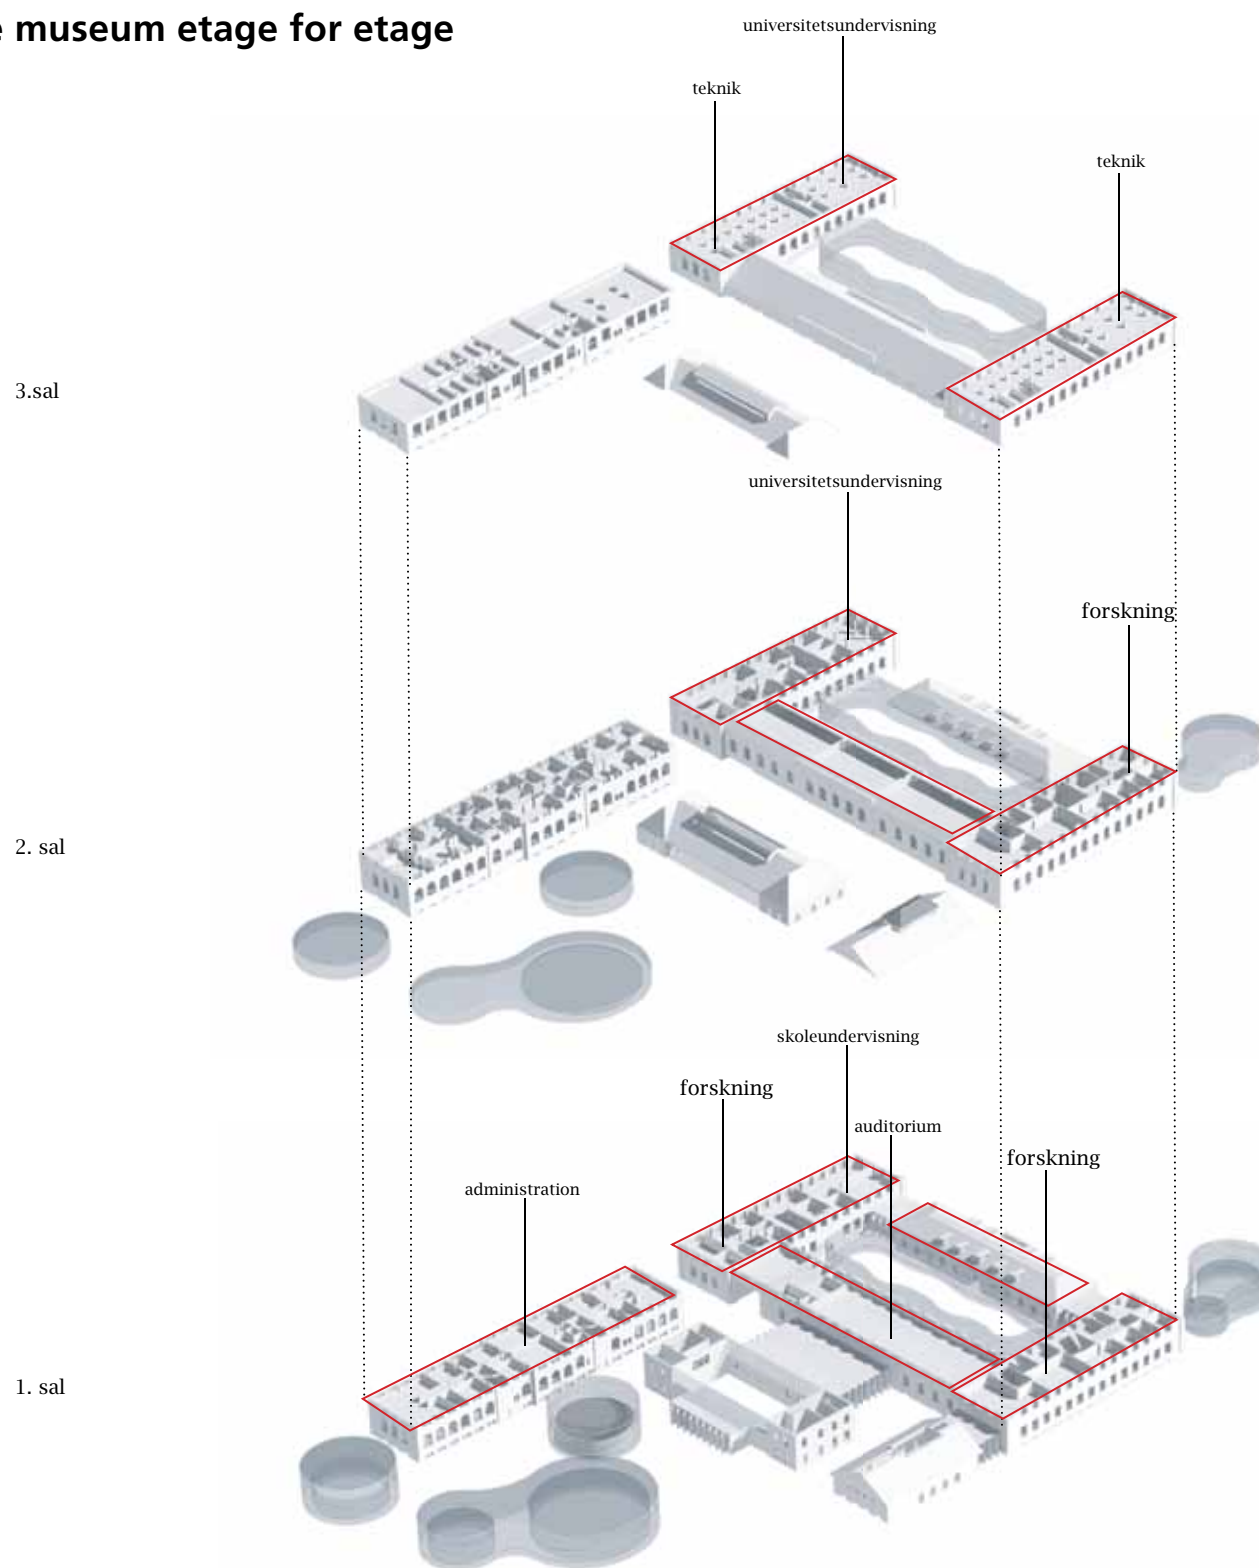 museum etage for etage
universitetsundervisning
teknik
teknik
3.sal
universitetsundervisning
forskning
2. sal
skoleundervisning
forskning
auditorium
forskning
administration
1. sal